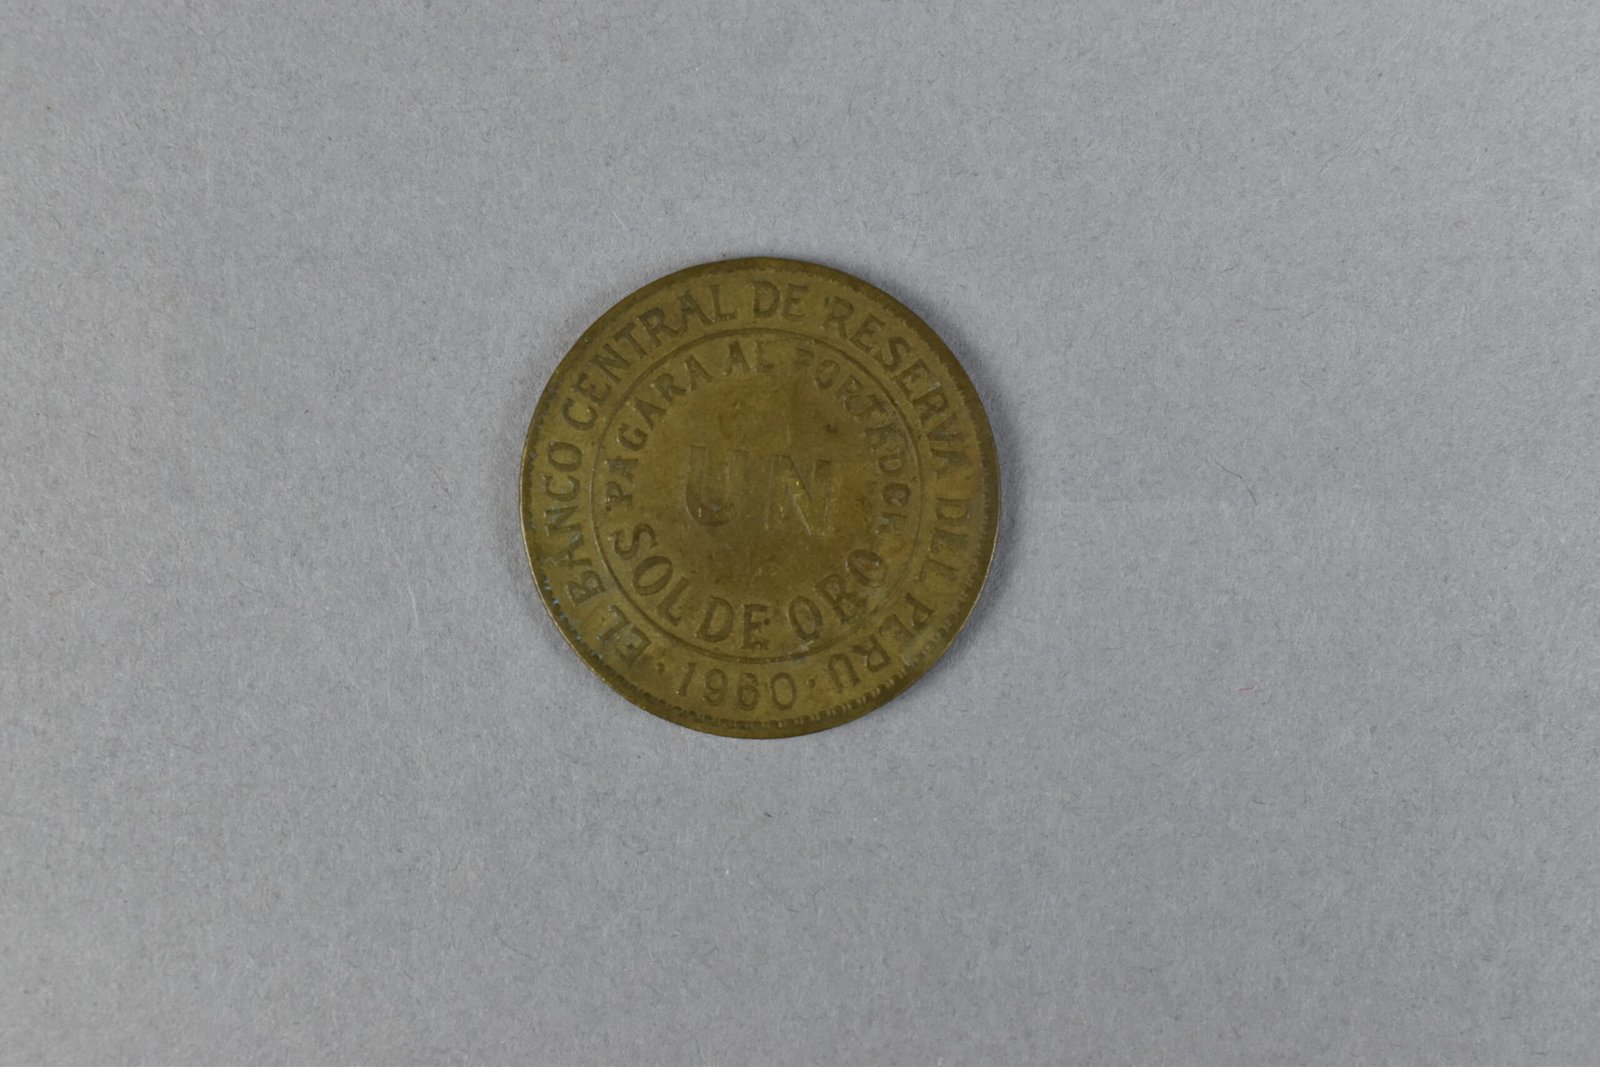 EL BANCO CENTRAL DE RESERVA DEL PERU
· 1960 ·
PAGARA AL PORTADOR
UN
SOL DE ORO